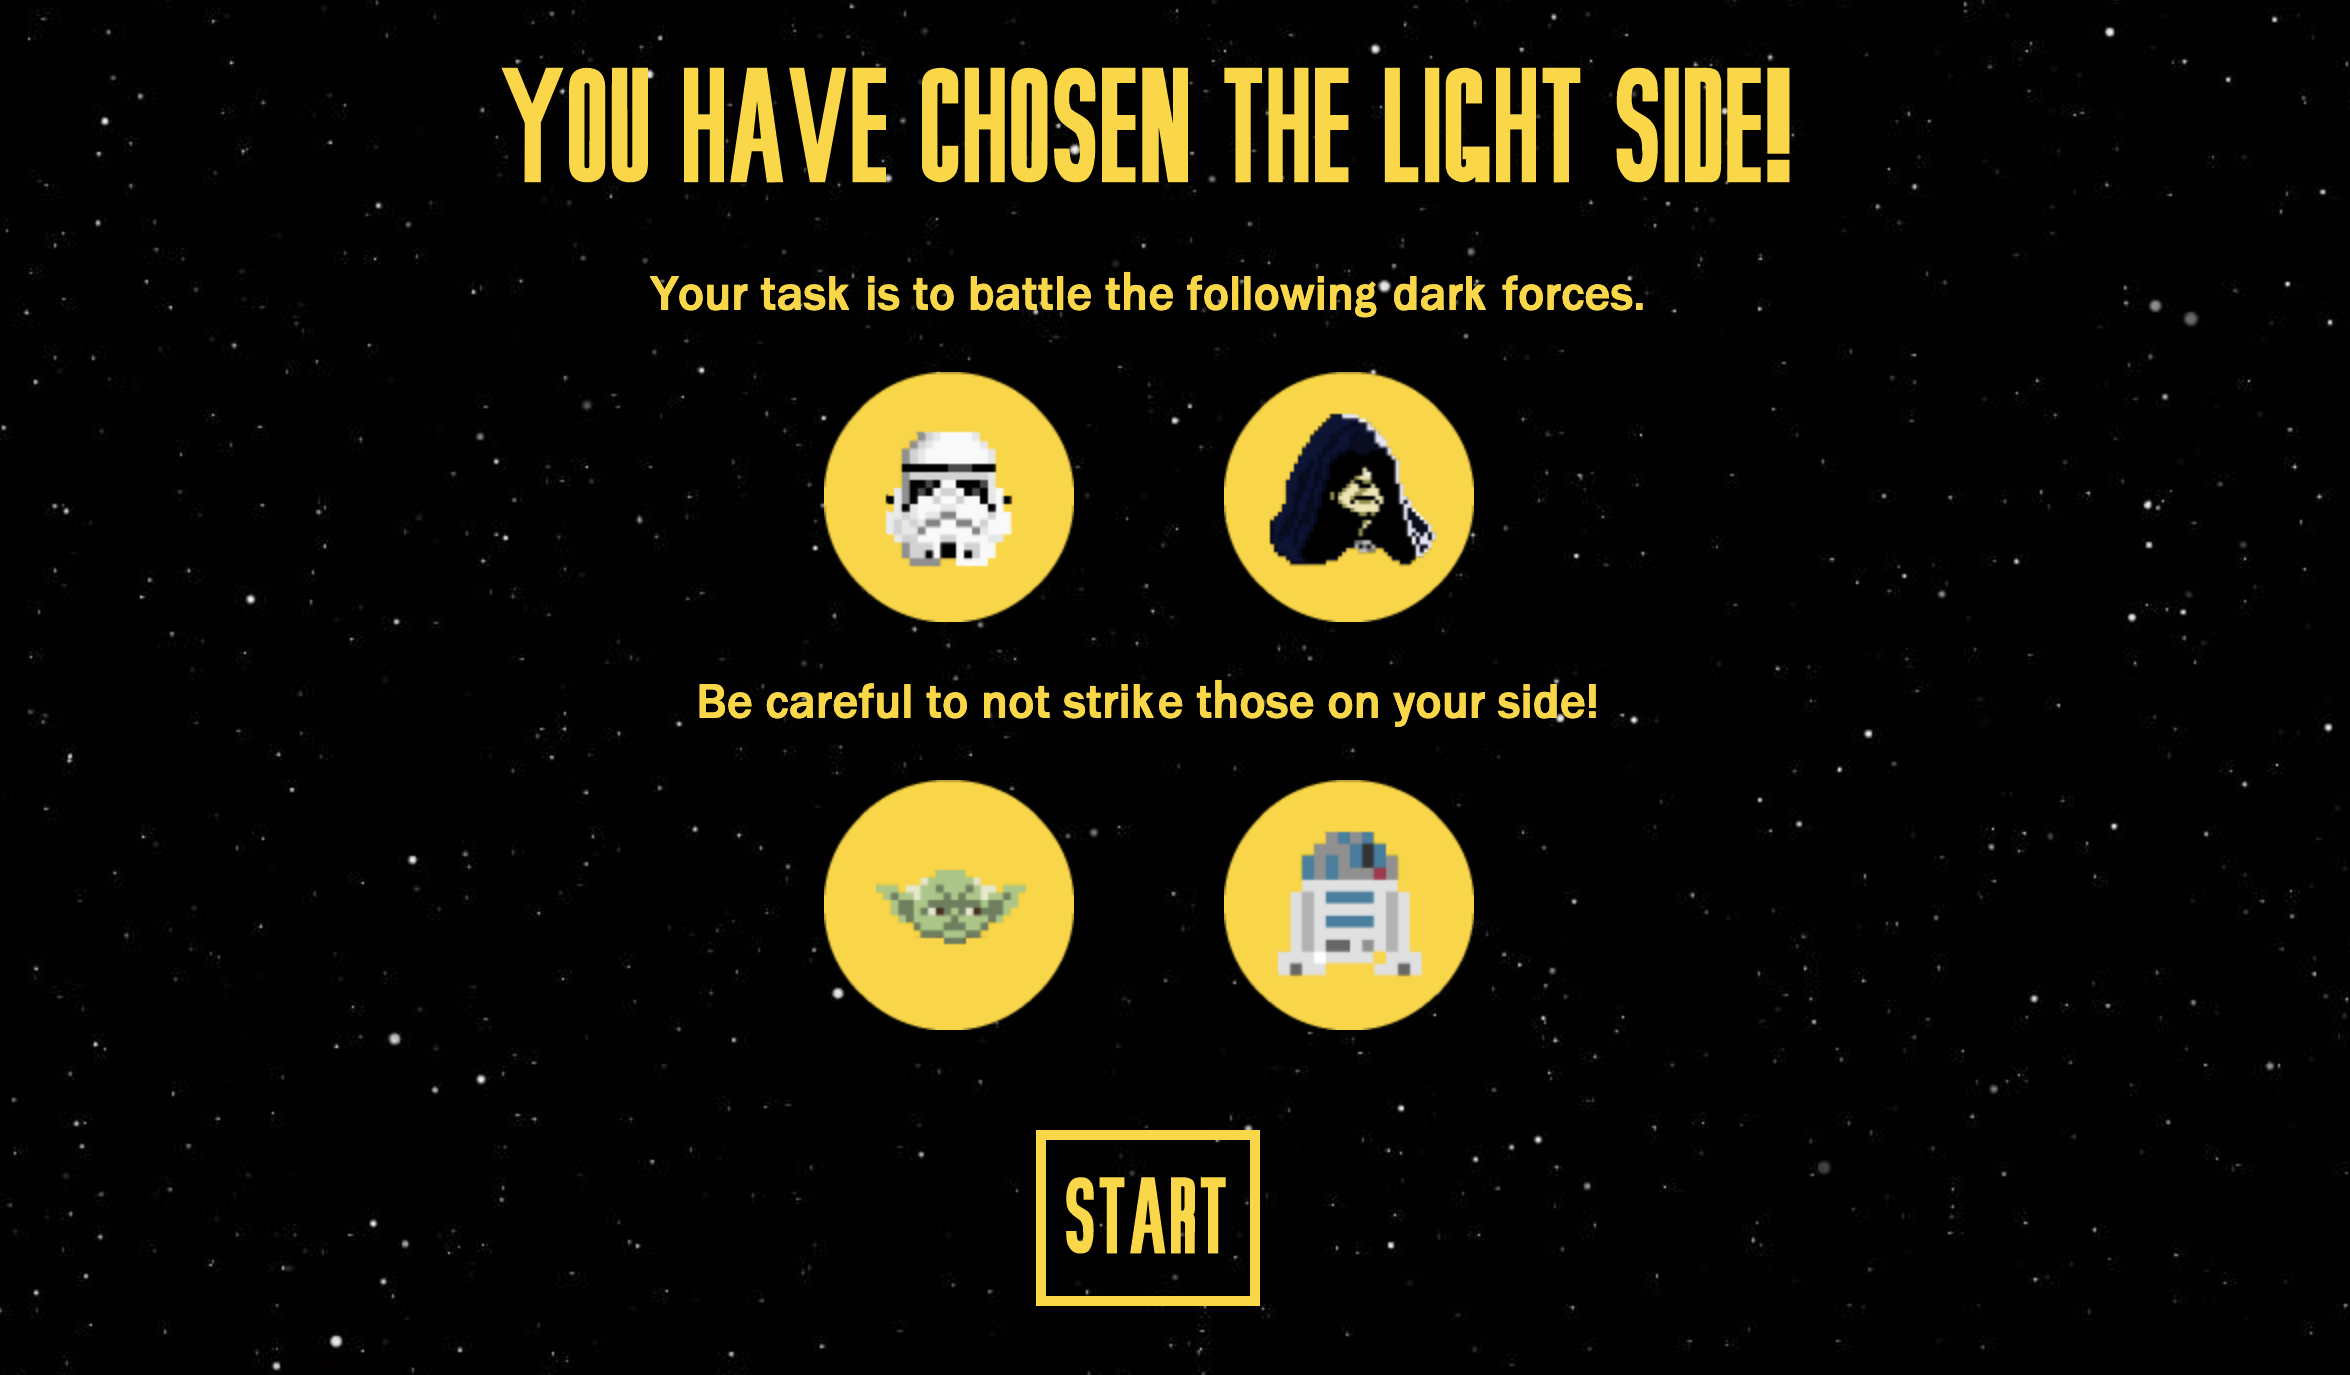 YOU HAVE CHOSEN THE LIGHT SIDE!
Your task is to battle the following dark forces.
Be careful to not strike those on your side!
START